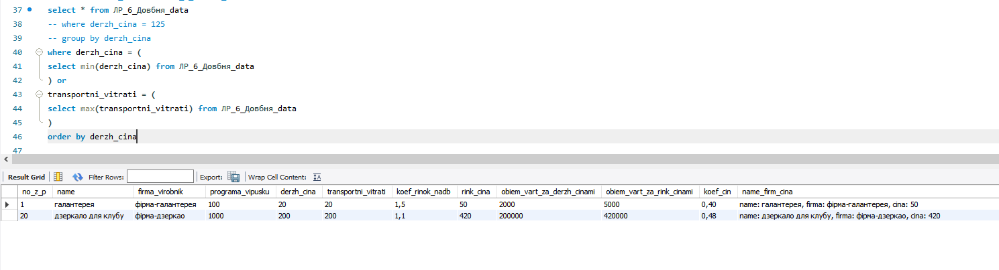 37 select * from ЛР_6_Довбня_data
38 -- where derzh_cina = 125
39 -- group by derzh_cina
40 where derzh_cina = (
41 select min(derzh_cina) from ЛР_6_Довбня_data
42 ) or
43 transportni_vitrati = (
44 select max(transportni_vitrati) from ЛР_6_Довбня_data
45 )
46 order by derzh_cina
47
Result Grid Filter Rows: Export: Wrap Cell Content:
no_z_p name firma_virobnik programa_vipusku derzh_cina transportni_vitrati koef_rinok_nadb rink_cina obiem_vart_za_derzh_cinami obiem_vart_za_rink_cinami koef_cin name_firm_cina
1 галантерея фірма-галантерея 100 20 20 1,5 50 2000 5000 0,40 name: галантерея, firma: фірма-галантерея, cina: 50
20 дзеркало для клубу фірма-дзеркао 1000 200 200 1,1 420 200000 420000 0,48 name: дзеркало для клубу, firma: фірма-дзеркао, cina: 420